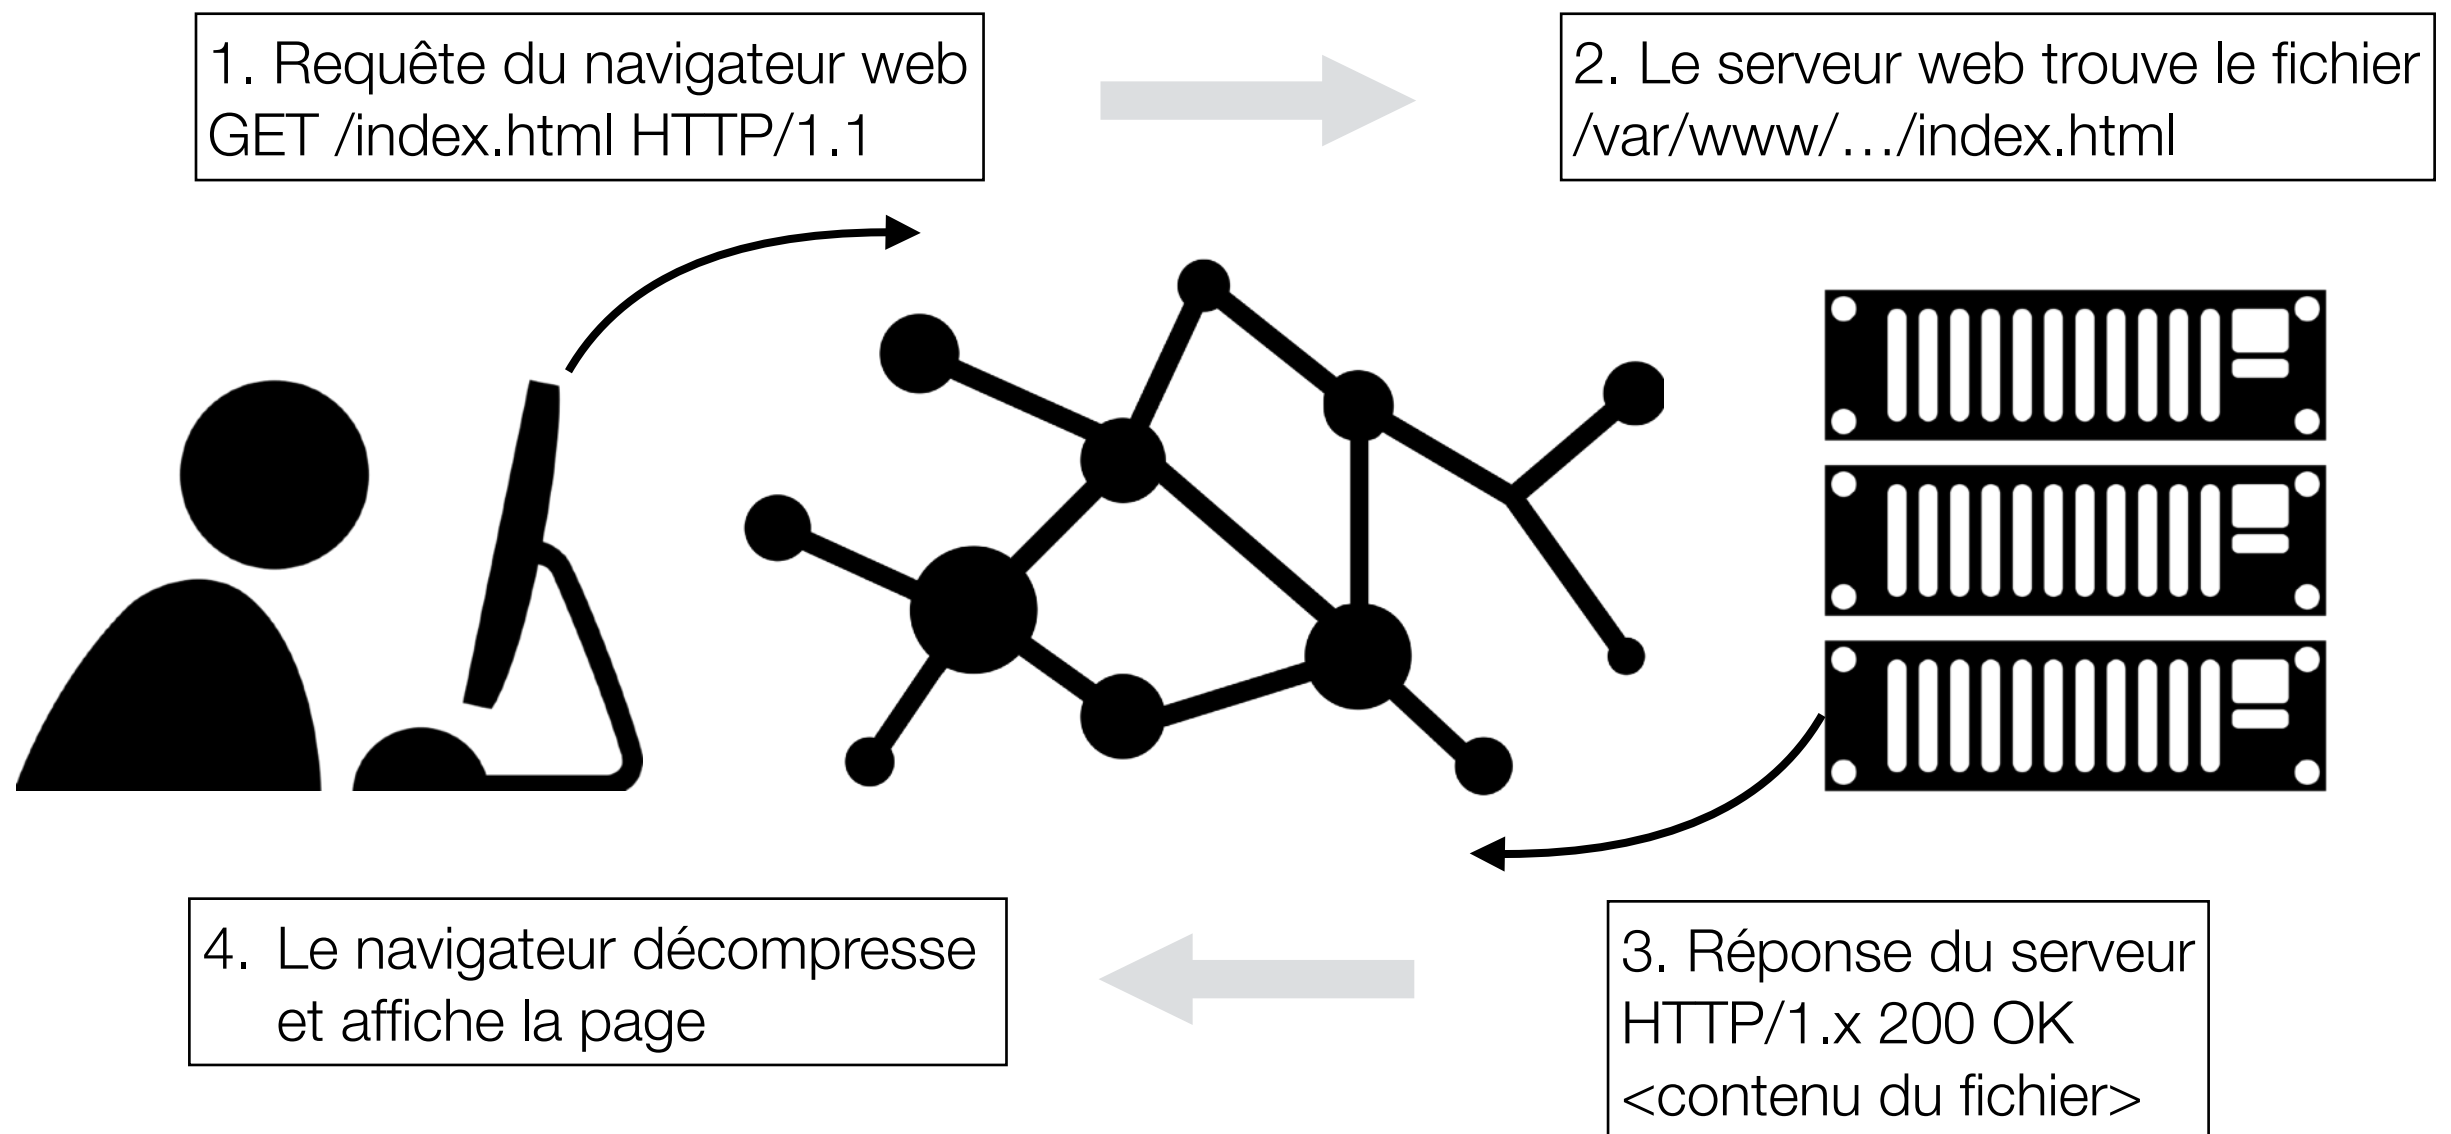 1. Requête du navigateur web
GET /index.html HTTP/1.1
2. Le serveur web trouve le fichier
/var/www/…/index.html
3. Réponse du serveur
HTTP/1.x 200 OK
<contenu du fichier>
4. Le navigateur décompresse
et affiche la page